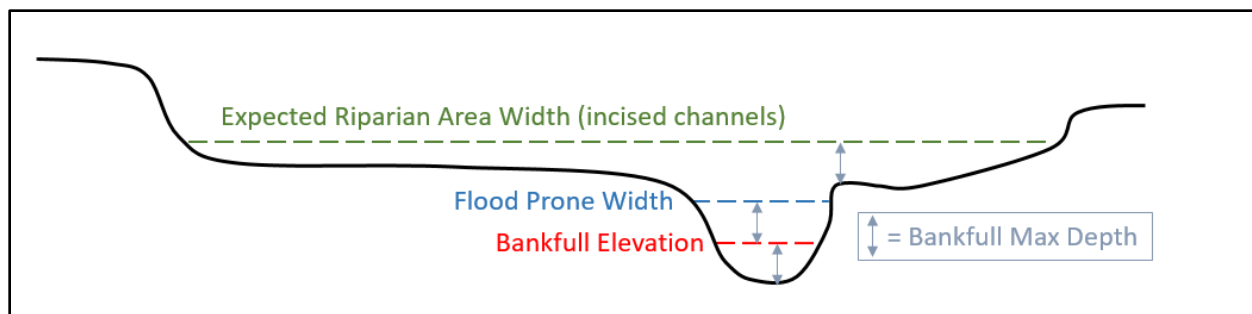 Expected Riparian Area Width (incised channels)
Flood Prone Width
Bankfull Elevation
= Bankfull Max Depth